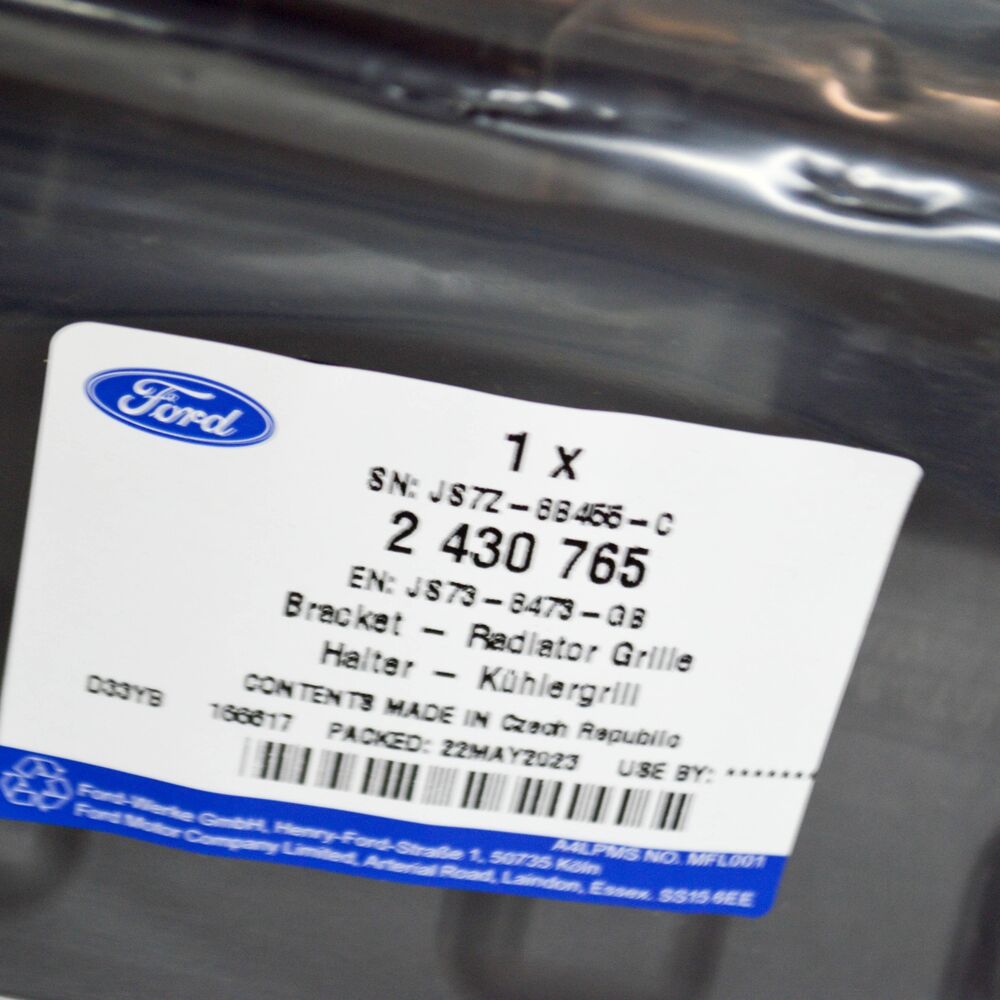 Ford
1 x
SN: JS7Z-8B455-C
2 430 765
EN: JS73-8473-GB
Bracket - Radiator Grille
Halter - Kühlergrill
CONTENTS MADE IN Czech Republic
D33YB 166617 PACKED: 22MAY2023 USE BY: ********
A4LPMS NO. MFL001
Ford-Werke GmbH, Henry-Ford-Straße 1, 50735 Köln
Ford Motor Company Limited, Arterial Road, Laindon, Essex. SS15 6EE